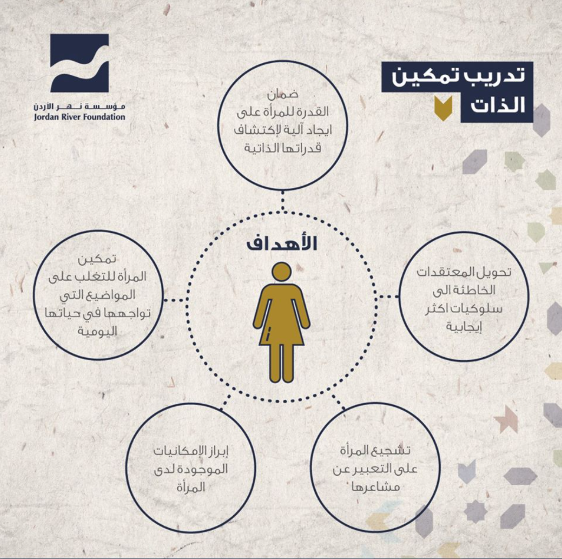 تدريب تمكين
الذات
مؤسسة نهر الأردن
Jordan River Foundation
ضمان
القدرة للمرأة على
ايجاد آلية لإكتشاف
قدراتها الذاتية
الأهداف
تحويل المعتقدات
الخاطئة الى
سلوكيات اكثر
إيجابية
تمكين
المرأة للتغلب على
المواضيع التي
تواجهها في حياتها
اليومية
تشجيع المرأة
على التعبير عن
مشاعرها
إبراز الإمكانيات
الموجودة لدى
المرأة